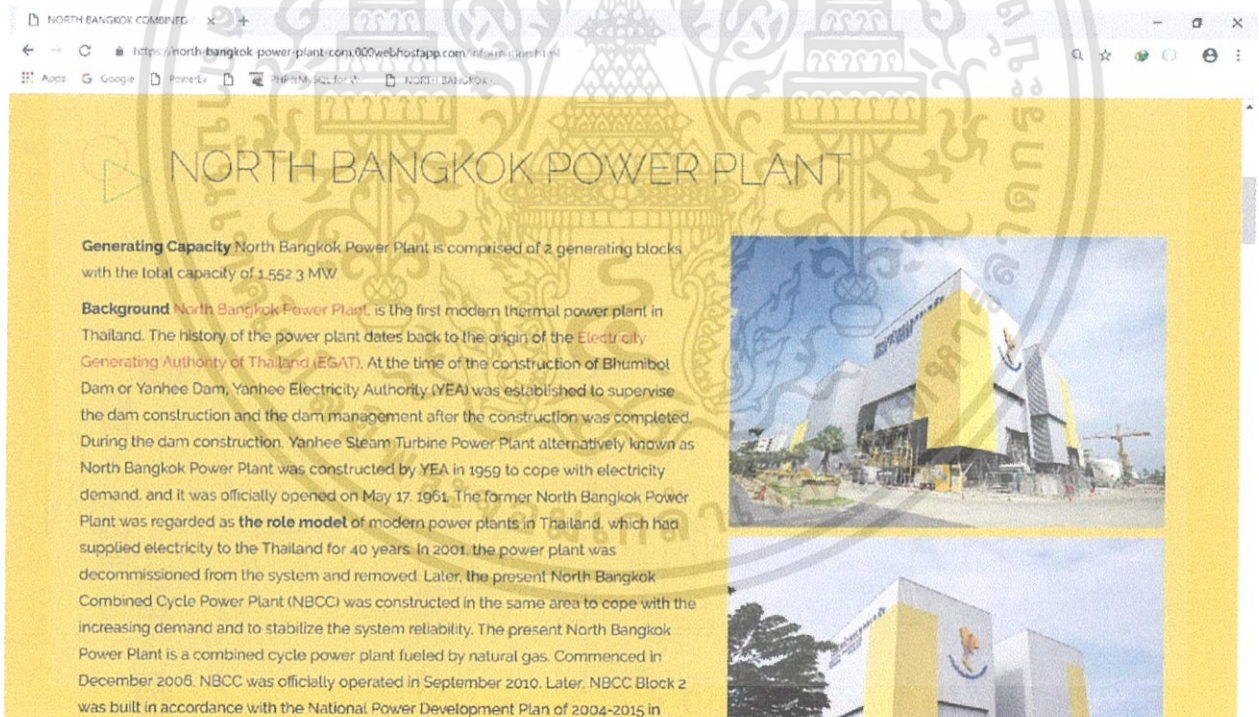 NORTH BANGKOK COMBINED
https://north-bangkok-power-plant-com.000webhostapp.com/information.html
Apps Google PowerEx PHPMySQL for W... NORTH BANGKOK
NORTH BANGKOK POWER PLANT
Generating Capacity North Bangkok Power Plant is comprised of 2 generating blocks
with the total capacity of 1,552.3 MW
Background North Bangkok Power Plant, is the first modern thermal power plant in
Thailand. The history of the power plant dates back to the origin of the Electricity
Generating Authority of Thailand (EGAT). At the time of the construction of Bhumibol
Dam or Yanhee Dam, Yanhee Electricity Authority (YEA) was established to supervise
the dam construction and the dam management after the construction was completed.
During the dam construction, Yanhee Steam Turbine Power Plant alternatively known as
North Bangkok Power Plant was constructed by YEA in 1959 to cope with electricity
demand, and it was officially opened on May 17, 1961. The former North Bangkok Power
Plant was regarded as the role model of modern power plants in Thailand, which had
supplied electricity to the Thailand for 40 years. In 2001, the power plant was
decommissioned from the system and removed. Later, the present North Bangkok
Combined Cycle Power Plant (NBCC) was constructed in the same area to cope with the
increasing demand and to stabilize the system reliability. The present North Bangkok
Power Plant is a combined cycle power plant fueled by natural gas. Commenced in
December 2006, NBCC was officially operated in September 2010. Later, NBCC Block 2
was built in accordance with the National Power Development Plan of 2004-2015 in